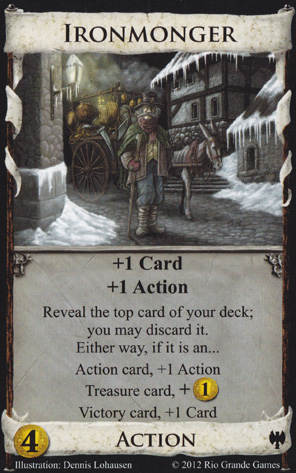 IRONMONGER
+1 Card
+1 Action
Reveal the top card of your deck;
you may discard it.
Either way, if it is an...
Action card, +1 Action
Treasure card, + 1
Victory card, +1 Card
4 ACTION
Illustration: Dennis Lohausen © 2012 Rio Grande Games